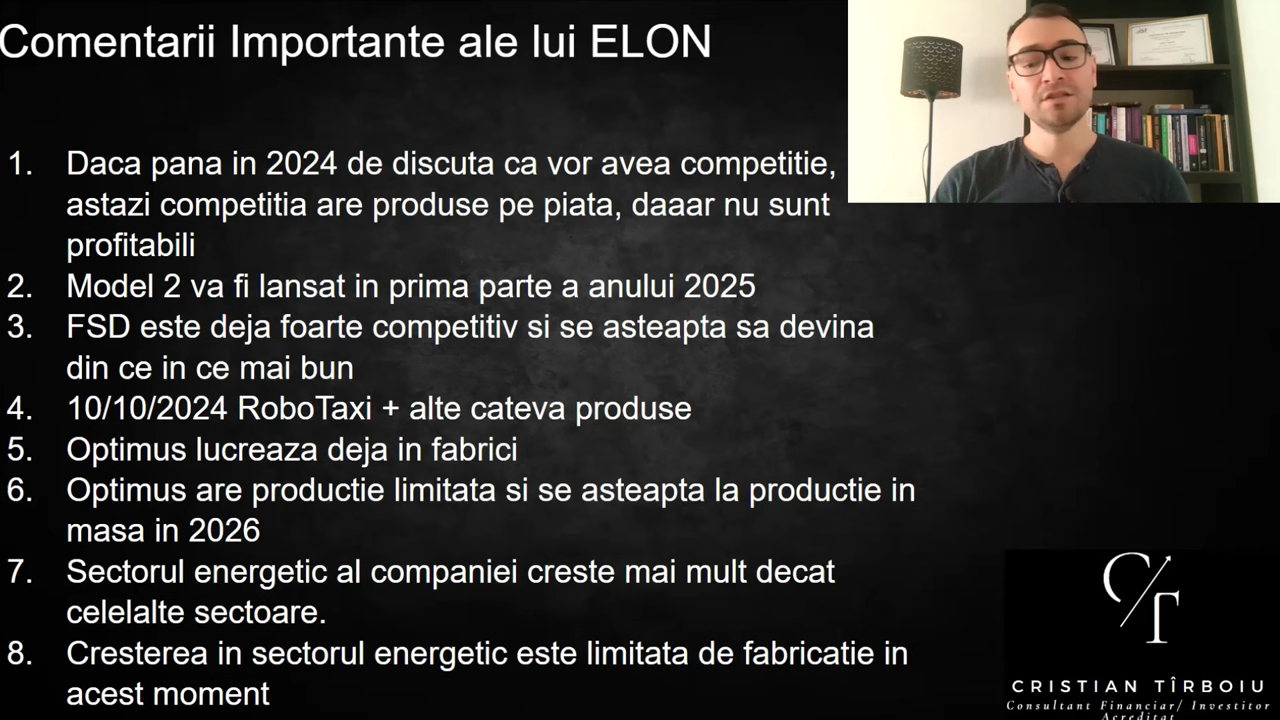 Comentarii Importante ale lui ELON
1. Daca pana in 2024 de discuta ca vor avea competitie,
astazi competitia are produse pe piata, daaar nu sunt
profitabili
2. Model 2 va fi lansat in prima parte a anului 2025
3. FSD este deja foarte competitiv si se asteapta sa devina
din ce in ce mai bun
4. 10/10/2024 RoboTaxi + alte cateva produse
5. Optimus lucreaza deja in fabrici
6. Optimus are productie limitata si se asteapta la productie in
masa in 2026
7. Sectorul energetic al companiei creste mai mult decat
celelalte sectoare.
8. Cresterea in sectorul energetic este limitata de fabricatie in
acest moment
CT
CRISTIAN TÎRBOIU
Consultant Financiar/ Investitor
Acreditat